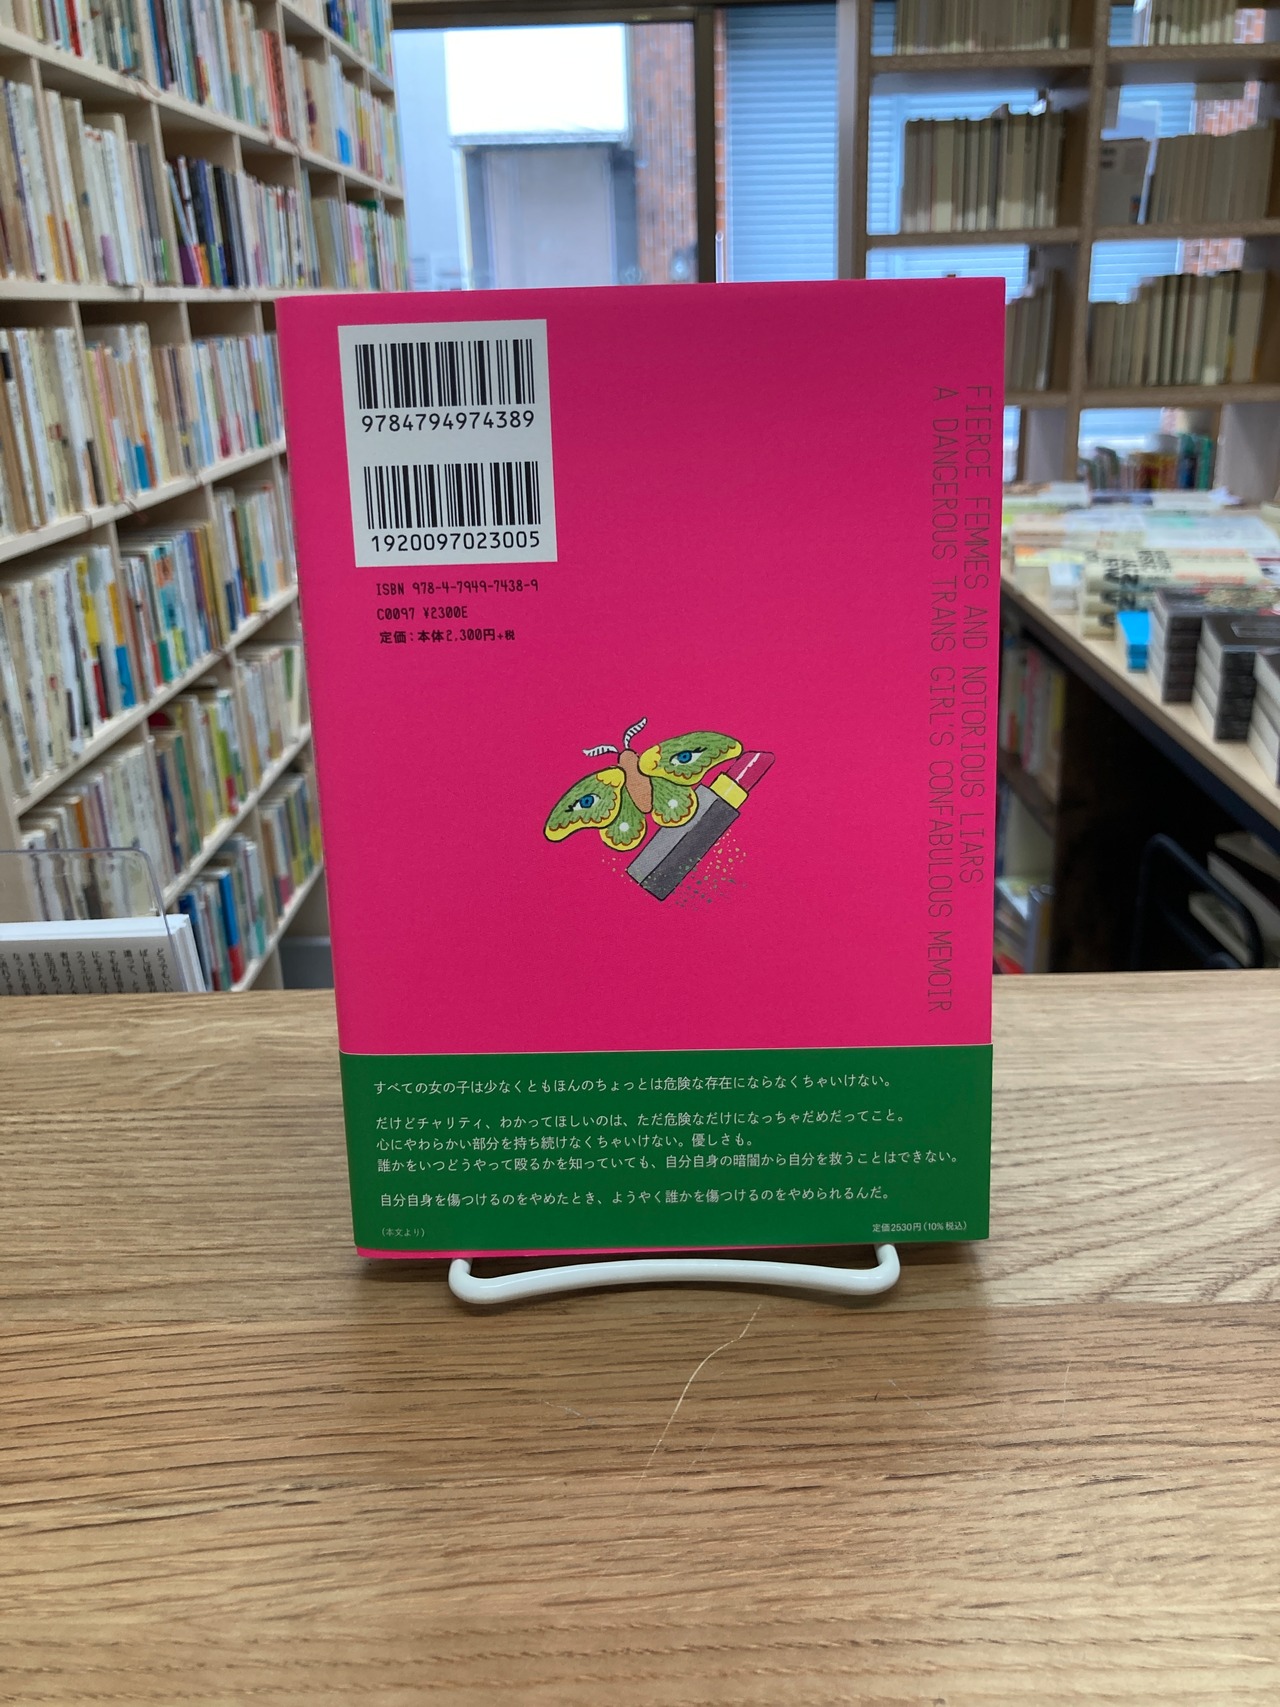 9784794974389
1920097023005
ISBN 978-4-7949-7438-9
C0097 ¥2300E
定価:本体2,300円+税
FIERCE FEMMES AND NOTORIOUS LIARS
A DANGEROUS TRANS GIRL'S CONFABULOUS MEMOIR
すべての女の子は少なくともほんのちょっとは危険な存在にならなくちゃいけない。
だけどチャリティ、わかってほしいのは、ただ危険なだけになっちゃだめだってこと。
心にやわらかい部分を持ち続けなくちゃいけない。優しさも。
誰かをいつどうやって殴るかを知っていても、自分自身の暗闇から自分を救うことはできない。
自分自身を傷つけるのをやめたとき、ようやく誰かを傷つけるのをやめられるんだ。
(本文より)
定価2530円(10%税込)